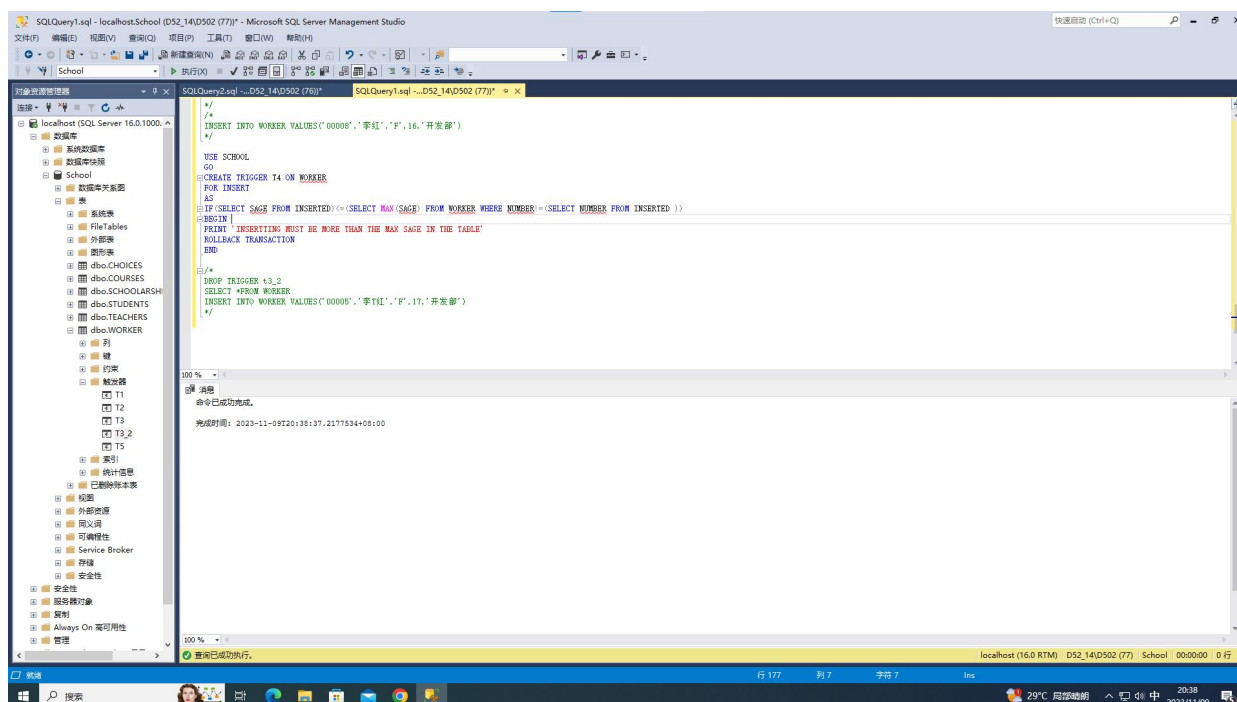 SQLQuery1.sql - localhost.School (D52_14\D502 (77))* - Microsoft SQL Server Management Studio
快速启动 (Ctrl+Q)
文件(F) 编辑(E) 视图(V) 查询(Q) 项目(P) 工具(T) 窗口(W) 帮助(H)
新建查询(N)
School 执行(X)
对象资源管理器
SQLQuery2.sql -...D52_14\D502 (76))* SQLQuery1.sql -...D52_14\D502 (77))*
连接
localhost (SQL Server 16.0.1000.
数据库
系统数据库
数据库快照
School
数据库关系图
表
系统表
FileTables
外部表
图形表
dbo.CHOICES
dbo.COURSES
dbo.SCHOOLARSHI
dbo.STUDENTS
dbo.TEACHERS
dbo.WORKER
列
键
约束
触发器
T1
T2
T3
T3_2
T5
索引
统计信息
已删除账本表
视图
外部资源
同义词
可编程性
Service Broker
存储
安全性
安全性
服务器对象
复制
Always On 高可用性
管理
*/
/*
INSERT INTO WORKER VALUES('00008','李红','F',16,'开发部')
*/
USE SCHOOL
GO
CREATE TRIGGER T4 ON WORKER
FOR INSERT
AS
IF(SELECT SAGE FROM INSERTED)<=(SELECT MAX(SAGE) FROM WORKER WHERE NUMBER!=(SELECT NUMBER FROM INSERTED ))
BEGIN
PRINT 'INSERTTING MUST BE MORE THAN THE MAX SAGE IN THE TABLE'
ROLLBACK TRANSACTION
END
/*
DROP TRIGGER t3_2
SELECT *FROM WORKER
INSERT INTO WORKER VALUES('00005','李T红','F',17,'开发部')
*/
100 %
消息
命令已成功完成。
完成时间: 2023-11-09T20:38:37.2177534+08:00
100 %
查询已成功执行。 localhost (16.0 RTM) D52_14\D502 (77) School 00:00:00 0 行
就绪 行 177 列 7 字符 7 Ins
搜索 29°C 局部晴朗 中 20:38
2023/11/09